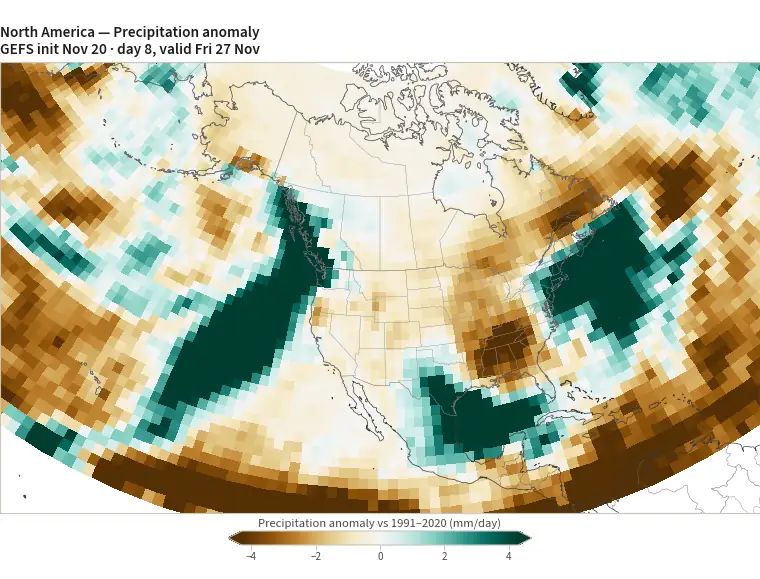 North America — Precipitation anomaly
GEFS init Nov 20 · day 8, valid Fri 27 Nov
Precipitation anomaly vs 1991–2020 (mm/day)
−4 −2 0 2 4